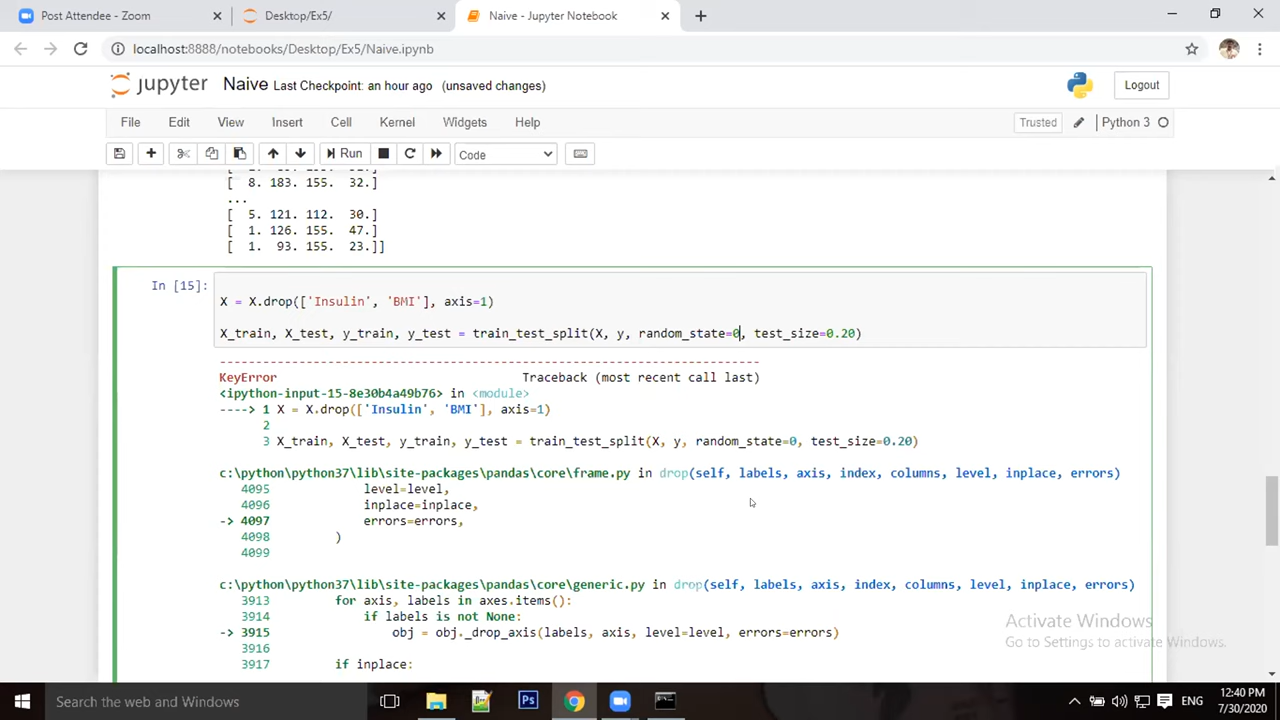 Post Attendee - Zoom
Desktop/Ex5/
Naive - Jupyter Notebook
localhost:8888/notebooks/Desktop/Ex5/Naive.ipynb
jupyter Naive Last Checkpoint: an hour ago (unsaved changes)
Logout
File Edit View Insert Cell Kernel Widgets Help
Trusted
Python 3
Run
Code
[ 8. 183. 155. 32.]
...
[ 5. 121. 112. 30.]
[ 1. 126. 155. 47.]
[ 1. 93. 155. 23.]]
In [15]:
X = X.drop(['Insulin', 'BMI'], axis=1)
X_train, X_test, y_train, y_test = train_test_split(X, y, random_state=0, test_size=0.20)
---------------------------------------------------------------------------
KeyError Traceback (most recent call last)
<ipython-input-15-8e30b4a49b76> in <module>
----> 1 X = X.drop(['Insulin', 'BMI'], axis=1)
2
3 X_train, X_test, y_train, y_test = train_test_split(X, y, random_state=0, test_size=0.20)
c:\python\python37\lib\site-packages\pandas\core\frame.py in drop(self, labels, axis, index, columns, level, inplace, errors)
4095 level=level,
4096 inplace=inplace,
-> 4097 errors=errors,
4098 )
4099
c:\python\python37\lib\site-packages\pandas\core\generic.py in drop(self, labels, axis, index, columns, level, inplace, errors)
3913 for axis, labels in axes.items():
3914 if labels is not None:
-> 3915 obj = obj._drop_axis(labels, axis, level=level, errors=errors)
3916
3917 if inplace:
Activate Windows
Go to Settings to activate Windows.
Search the web and Windows
Ps
ENG
12:40 PM
7/30/2020